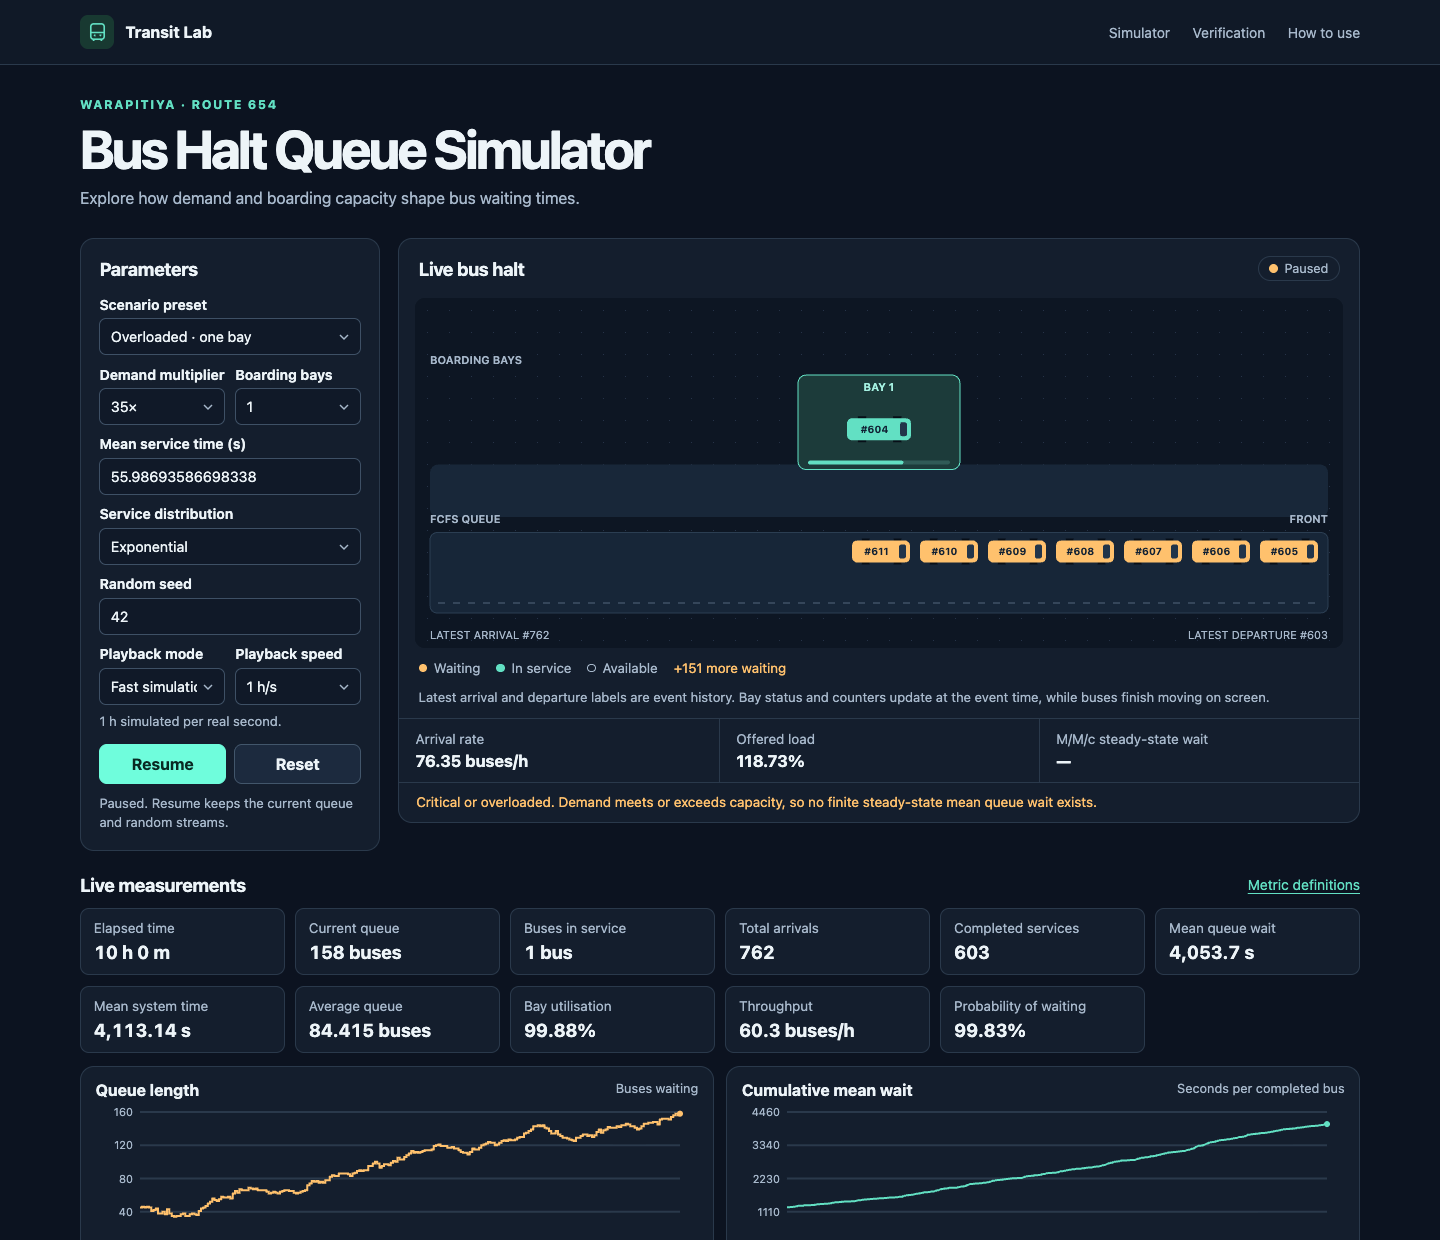 Transit Lab
Simulator Verification How to use
WARAPITIYA · ROUTE 654
Bus Halt Queue Simulator
Explore how demand and boarding capacity shape bus waiting times.
Parameters
Scenario preset
Overloaded · one bay
Demand multiplier Boarding bays
35× 1
Mean service time (s)
55.98693586698338
Service distribution
Exponential
Random seed
42
Playback mode Playback speed
Fast simulatic 1 h/s
1 h simulated per real second.
Resume Reset
Paused. Resume keeps the current queue
and random streams.
Live bus halt
Paused
BOARDING BAYS
BAY 1
#604
FCFS QUEUE FRONT
#611 #610 #609 #608 #607 #606 #605
LATEST ARRIVAL #762 LATEST DEPARTURE #603
Waiting In service Available +151 more waiting
Latest arrival and departure labels are event history. Bay status and counters update at the event time, while buses finish moving on screen.
Arrival rate Offered load M/M/c steady-state wait
76.35 buses/h 118.73% —
Critical or overloaded. Demand meets or exceeds capacity, so no finite steady-state mean queue wait exists.
Live measurements Metric definitions
Elapsed time Current queue Buses in service Total arrivals Completed services Mean queue wait
10 h 0 m 158 buses 1 bus 762 603 4,053.7 s
Mean system time Average queue Bay utilisation Throughput Probability of waiting
4,113.14 s 84.415 buses 99.88% 60.3 buses/h 99.83%
Queue length Buses waiting
160
120
80
40
Cumulative mean wait Seconds per completed bus
4460
3340
2230
1110